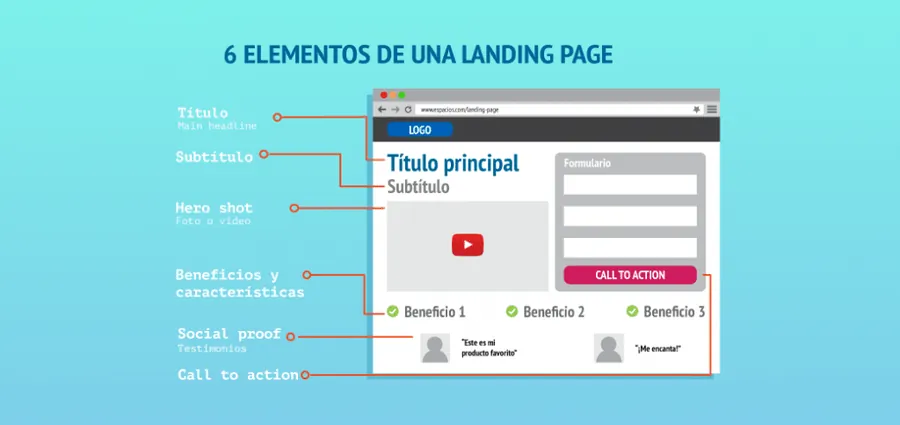 6 ELEMENTOS DE UNA LANDING PAGE
Título
Main headline
Subtítulo
Hero shot
Foto o vídeo
Beneficios y
características
Social proof
Testimonios
Call to action
www.espacios.com/landing-page
LOGO
Título principal
Subtítulo
Formulario
CALL TO ACTION
Beneficio 1
Beneficio 2
Beneficio 3
"Este es mi
producto favorito"
"¡Me encanta!"